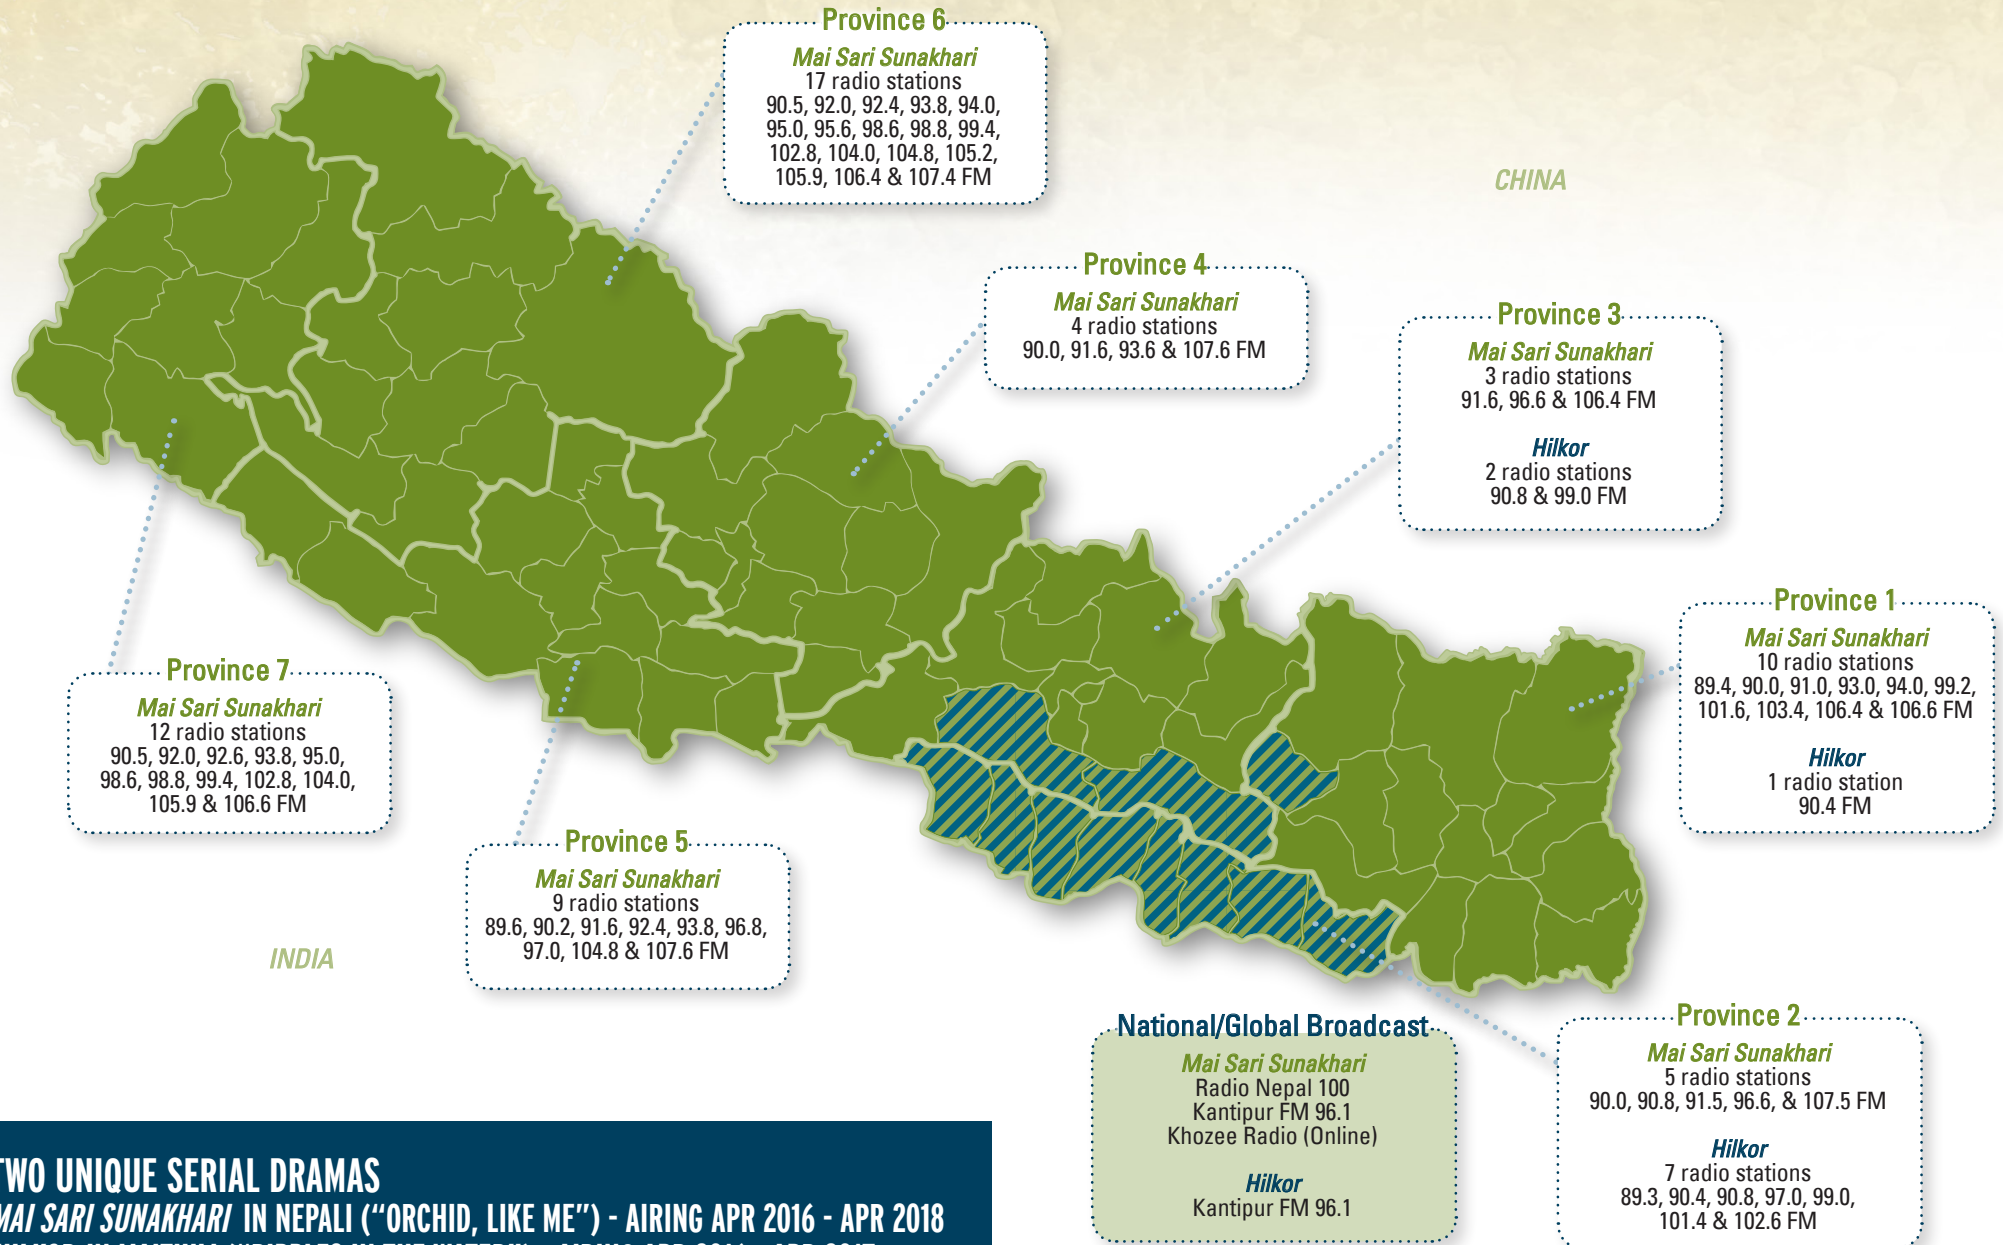 Province 6
Mai Sari Sunakhari
17 radio stations
90.5, 92.0, 92.4, 93.8, 94.0,
95.0, 95.6, 98.6, 98.8, 99.4,
102.8, 104.0, 104.8, 105.2,
105.9, 106.4 & 107.4 FM
CHINA
Province 4
Mai Sari Sunakhari
4 radio stations
90.0, 91.6, 93.6 & 107.6 FM
Province 3
Mai Sari Sunakhari
3 radio stations
91.6, 96.6 & 106.4 FM
Hilkor
2 radio stations
90.8 & 99.0 FM
Province 1
Mai Sari Sunakhari
10 radio stations
89.4, 90.0, 91.0, 93.0, 94.0, 99.2,
101.6, 103.4, 106.4 & 106.6 FM
Hilkor
1 radio station
90.4 FM
Province 7
Mai Sari Sunakhari
12 radio stations
90.5, 92.0, 92.6, 93.8, 95.0,
98.6, 98.8, 99.4, 102.8, 104.0,
105.9 & 106.6 FM
Province 5
Mai Sari Sunakhari
9 radio stations
89.6, 90.2, 91.6, 92.4, 93.8, 96.8,
97.0, 104.8 & 107.6 FM
INDIA
National/Global Broadcast
Mai Sari Sunakhari
Radio Nepal 100
Kantipur FM 96.1
Khozee Radio (Online)
Hilkor
Kantipur FM 96.1
Province 2
Mai Sari Sunakhari
5 radio stations
90.0, 90.8, 91.5, 96.6, & 107.5 FM
Hilkor
7 radio stations
89.3, 90.4, 90.8, 97.0, 99.0,
101.4 & 102.6 FM
TWO UNIQUE SERIAL DRAMAS
MAI SARI SUNAKHARI IN NEPALI (“ORCHID, LIKE ME”) - AIRING APR 2016 - APR 2018